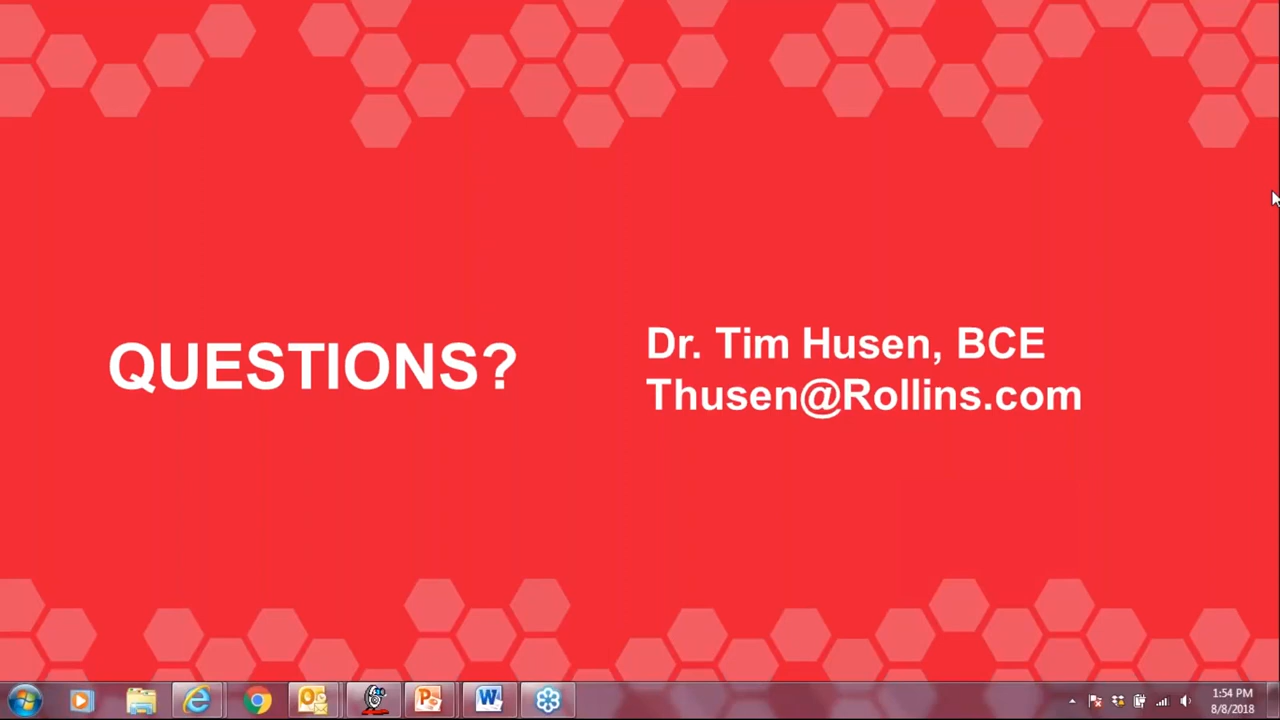 QUESTIONS?
Dr. Tim Husen, BCE
Thusen@Rollins.com
1:54 PM
8/8/2018